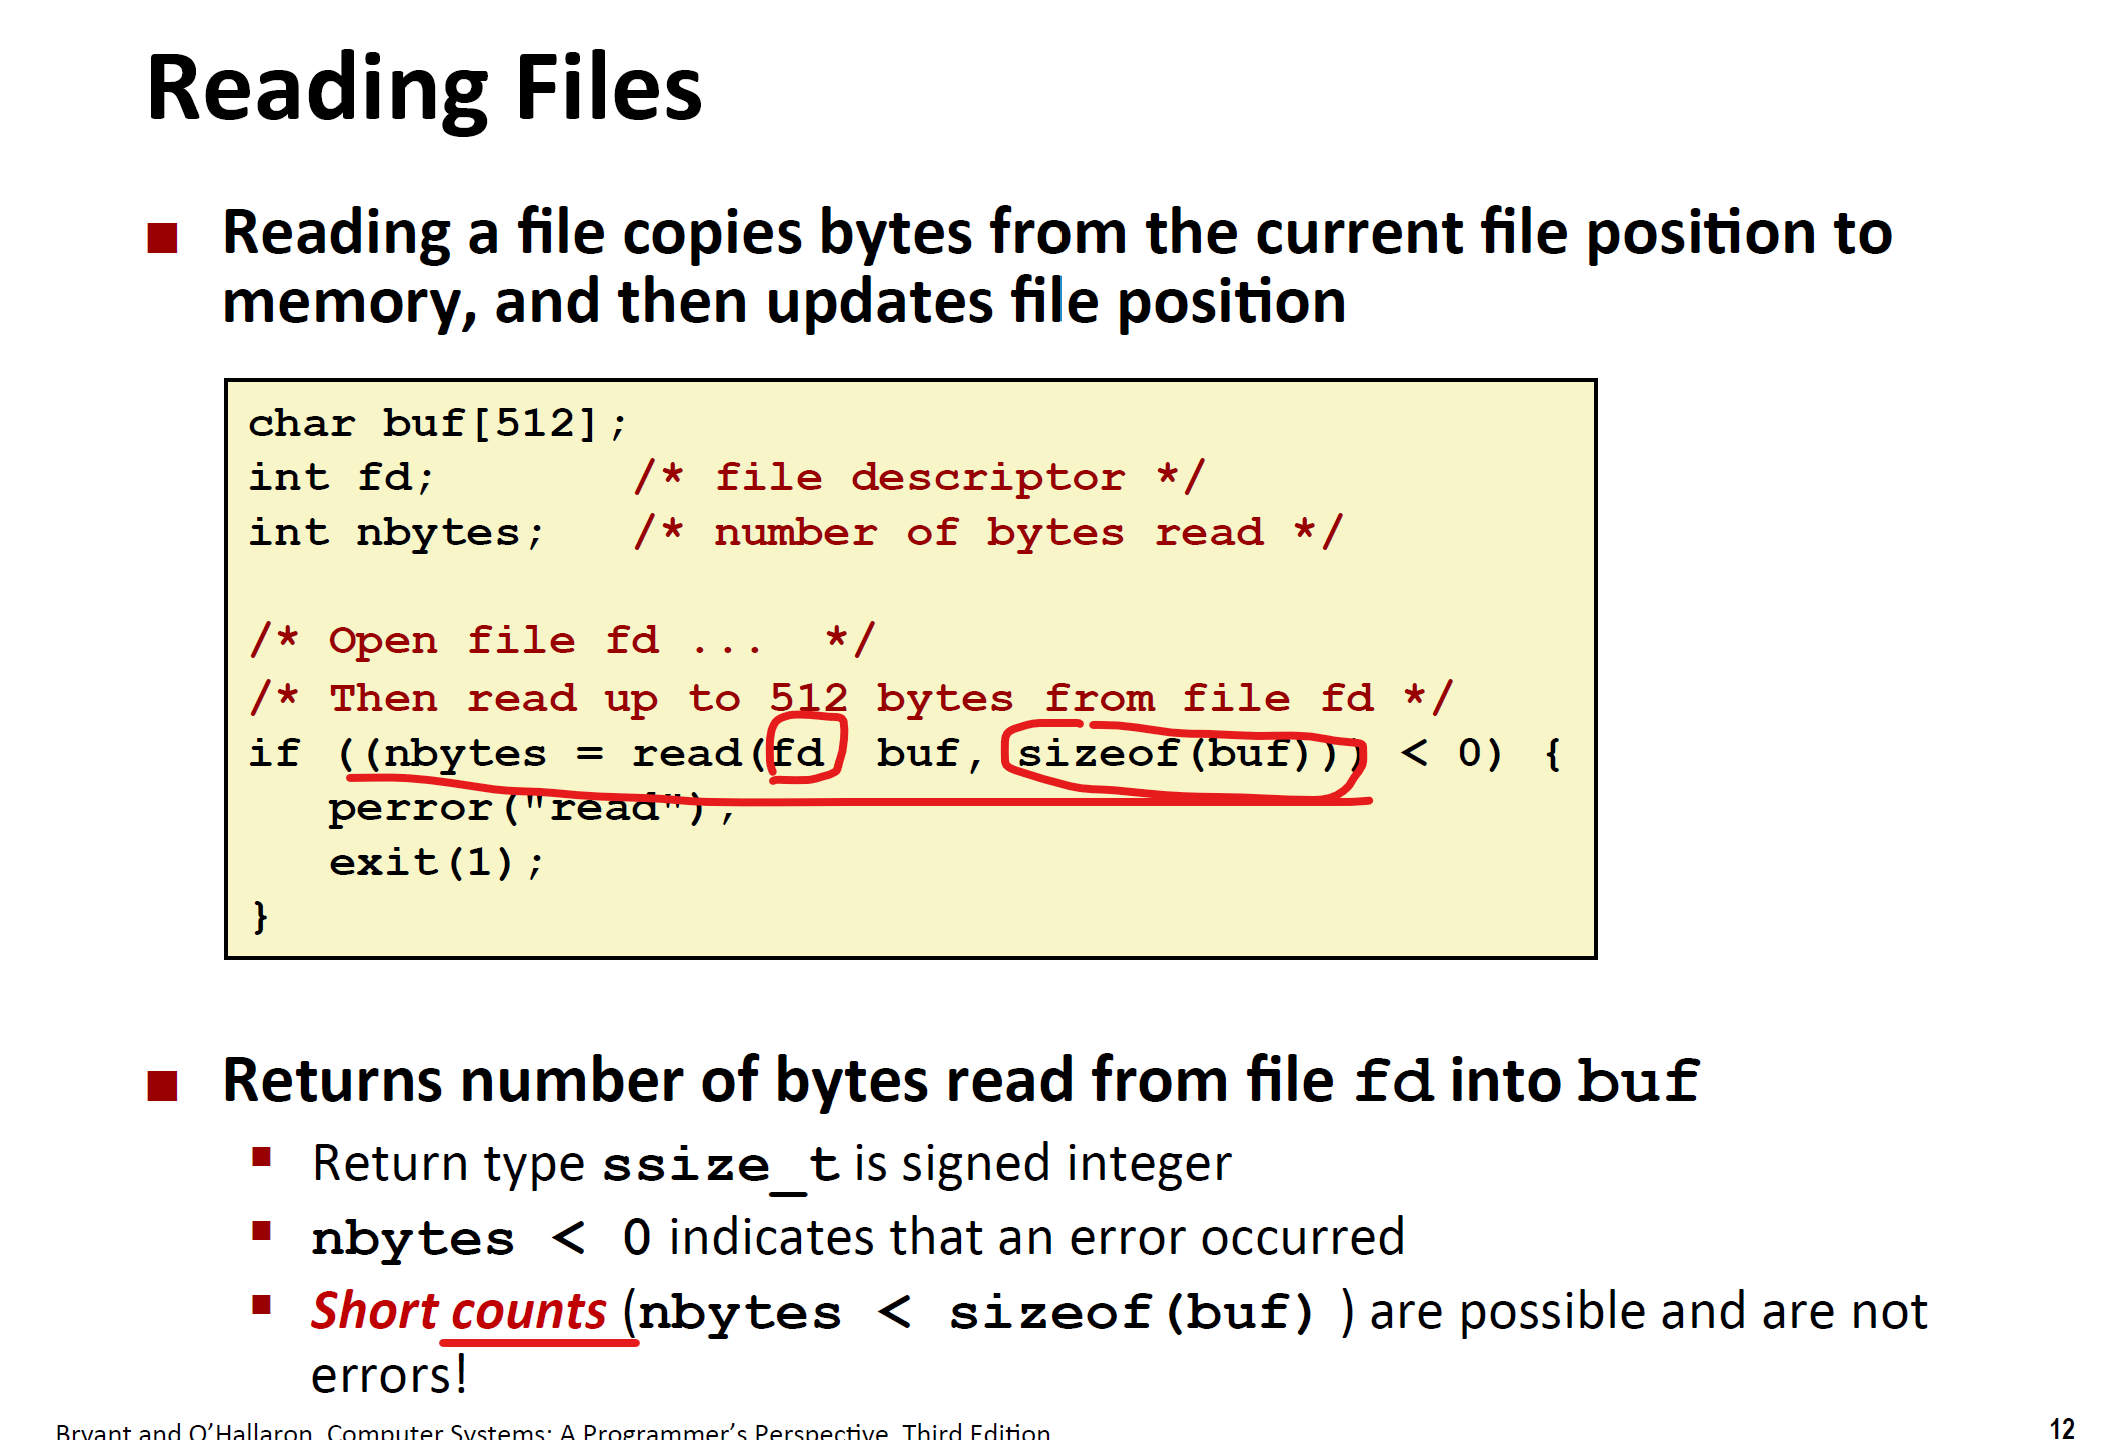 Reading Files
Reading a file copies bytes from the current file position to
memory, and then updates file position
char buf[512];
int fd;       /* file descriptor */
int nbytes;   /* number of bytes read */
/* Open file fd ...  */
/* Then read up to 512 bytes from file fd */
if ((nbytes = read(fd  buf, sizeof(buf))) < 0) {
   perror("read");
   exit(1);
}
Returns number of bytes read from file fd into buf
Return type ssize_t is signed integer
nbytes < 0 indicates that an error occurred
Short counts (nbytes < sizeof(buf) ) are possible and are not
errors!
Bryant and O'Hallaron, Computer Systems: A Programmer's Perspective, Third Edition
12